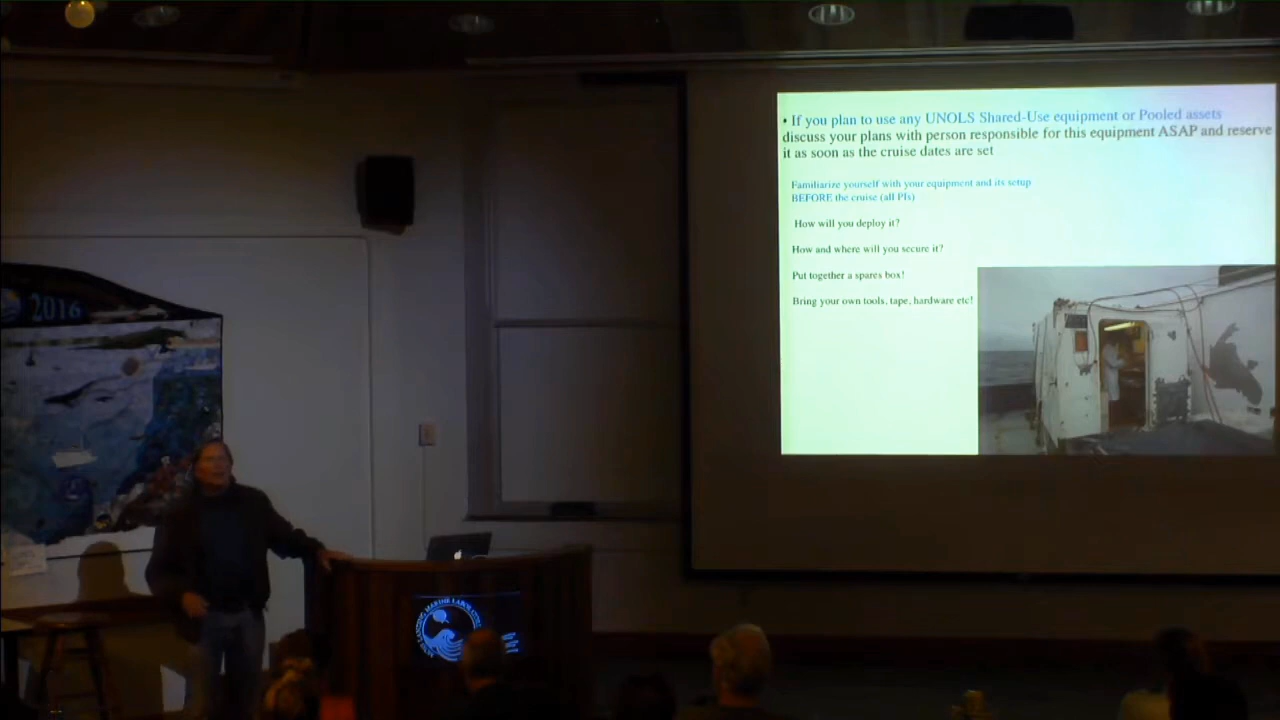 • If you plan to use any UNOLS Shared-Use equipment or Pooled assets
discuss your plans with person responsible for this equipment ASAP and reserve
it as soon as the cruise dates are set
Familiarize yourself with your equipment and its setup
BEFORE the cruise (all PIs)
How will you deploy it?
How and where will you secure it?
Put together a spares box!
Bring your own tools, tape, hardware etc!
2016
LANDING MARINE LABORATORIES